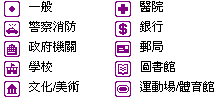 一般
警察消防
政府機關
學校
文化/美術
醫院
銀行
郵局
圖書館
運動場/體育館